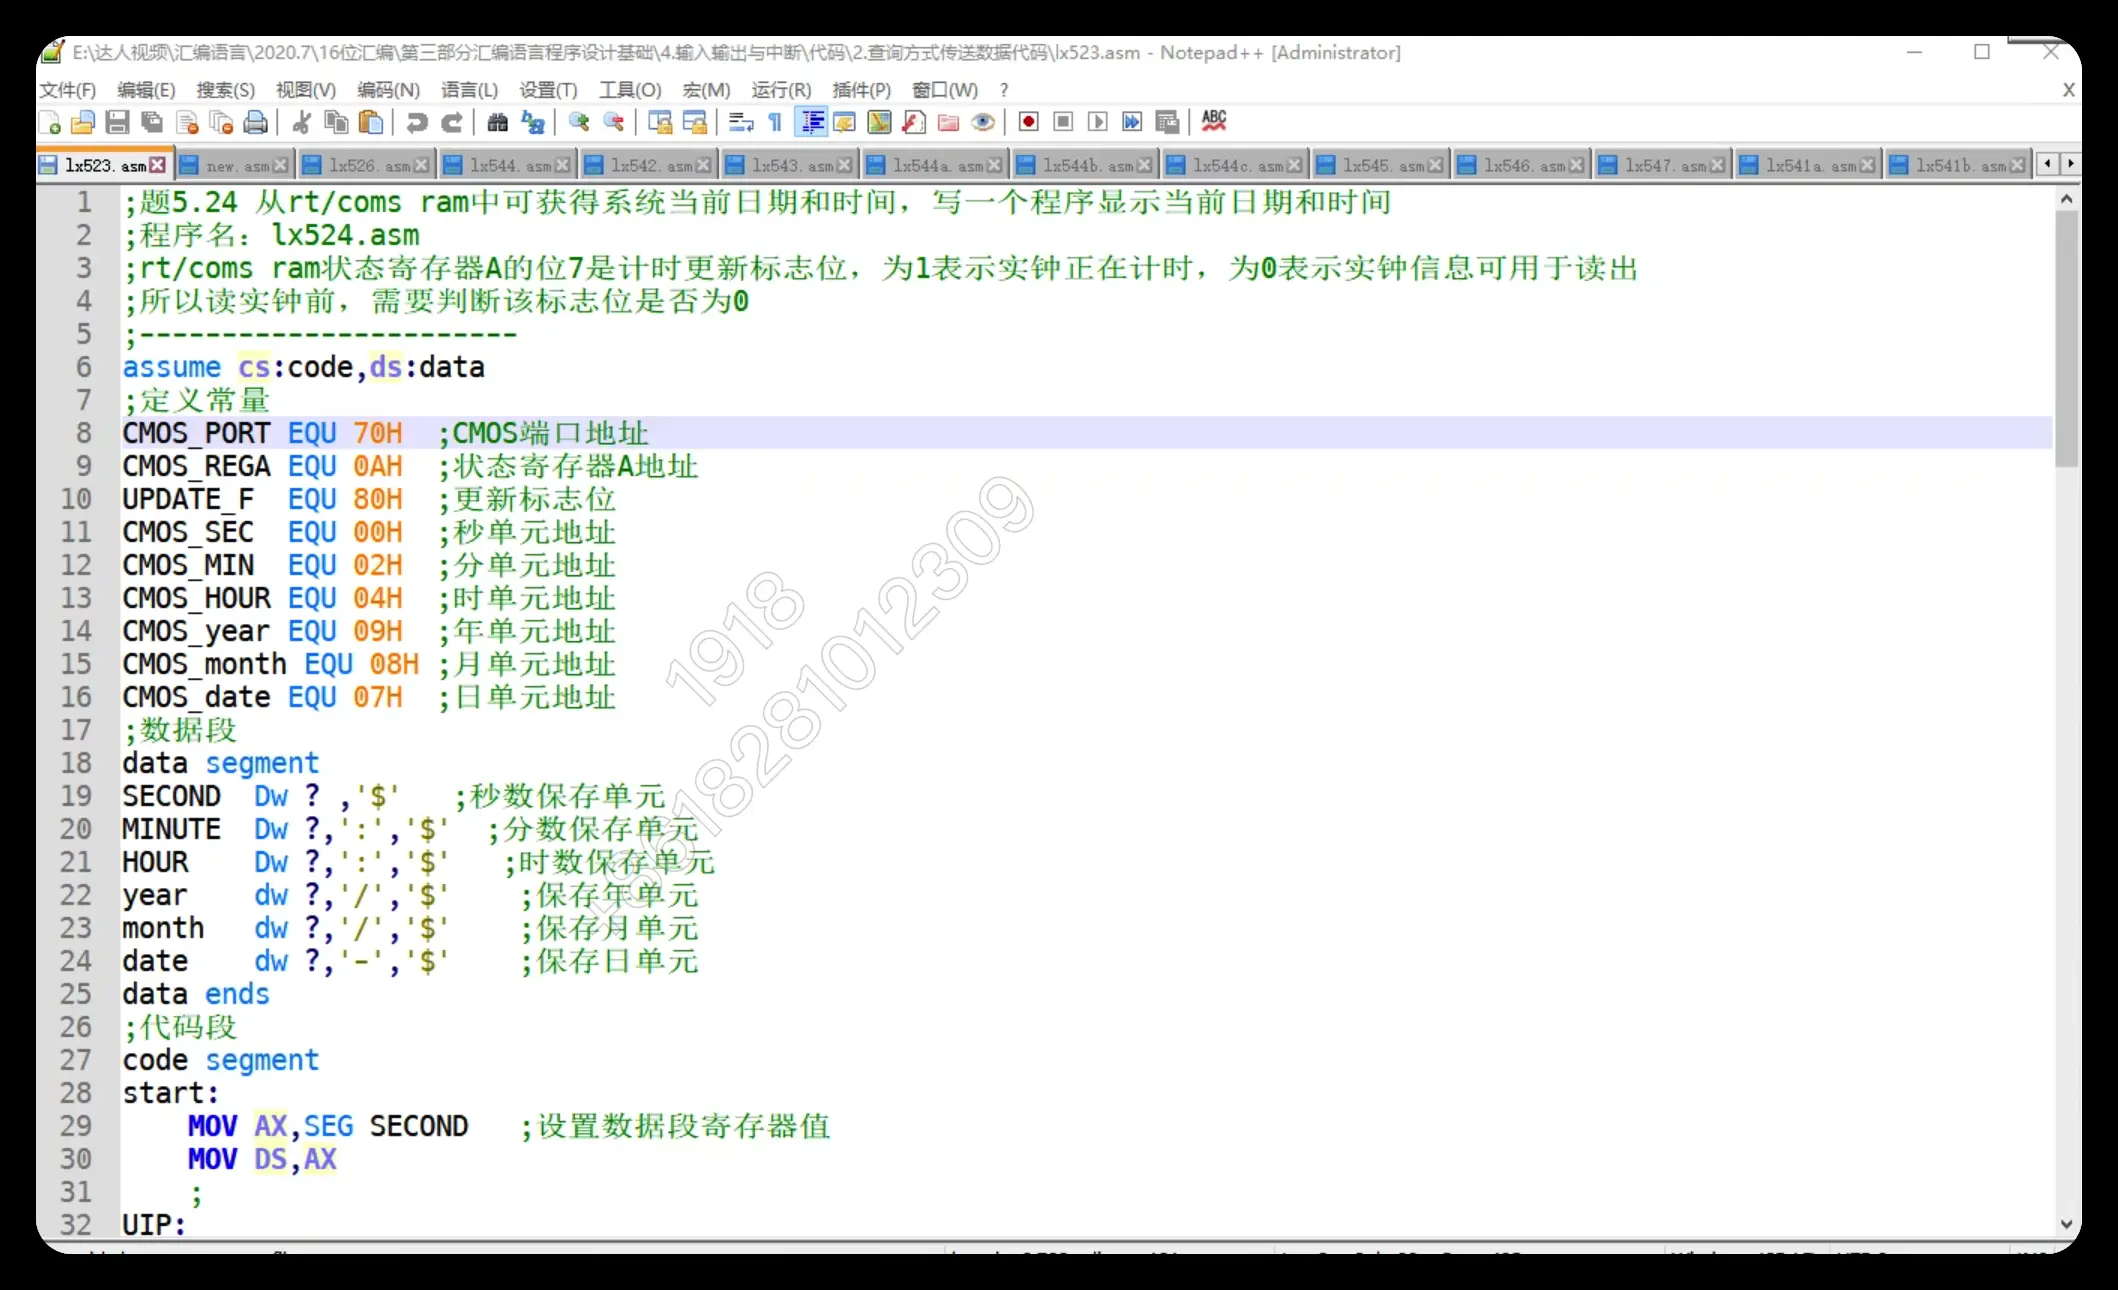 E:\达人视频\汇编语言\2020.7\16位汇编\第三部分汇编语言程序设计基础\4.输入输出与中断\代码\2.查询方式传送数据代码\lx523.asm - Notepad++ [Administrator]
文件(F) 编辑(E) 搜索(S) 视图(V) 编码(N) 语言(L) 设置(T) 工具(O) 宏(M) 运行(R) 插件(P) 窗口(W) ? X
ABC
lx523.asm new.asm lx526.asm lx544.asm lx542.asm lx543.asm lx544a.asm lx544b.asm lx544c.asm lx545.asm lx546.asm lx547.asm lx541a.asm lx541b.asm
1 ;题5.24 从rt/coms ram中可获得系统当前日期和时间，写一个程序显示当前日期和时间
2 ;程序名：lx524.asm
3 ;rt/coms ram状态寄存器A的位7是计时更新标志位，为1表示实钟正在计时，为0表示实钟信息可用于读出
4 ;所以读实钟前，需要判断该标志位是否为0
5 ;-----------------------
6 assume cs:code,ds:data
7 ;定义常量
8 CMOS_PORT EQU 70H ;CMOS端口地址
9 CMOS_REGA EQU 0AH ;状态寄存器A地址
10 UPDATE_F EQU 80H ;更新标志位
11 CMOS_SEC EQU 00H ;秒单元地址
12 CMOS_MIN EQU 02H ;分单元地址
13 CMOS_HOUR EQU 04H ;时单元地址
14 CMOS_year EQU 09H ;年单元地址
15 CMOS_month EQU 08H ;月单元地址
16 CMOS_date EQU 07H ;日单元地址
17 ;数据段
18 data segment
19 SECOND Dw ? ,'$' ;秒数保存单元
20 MINUTE Dw ?,':','$' ;分数保存单元
21 HOUR Dw ?,':','$' ;时数保存单元
22 year dw ?,'/','$' ;保存年单元
23 month dw ?,'/','$' ;保存月单元
24 date dw ?,'-','$' ;保存日单元
25 data ends
26 ;代码段
27 code segment
28 start:
29 MOV AX,SEG SECOND ;设置数据段寄存器值
30 MOV DS,AX
31 ;
32 UIP:
1918
+8618281012309